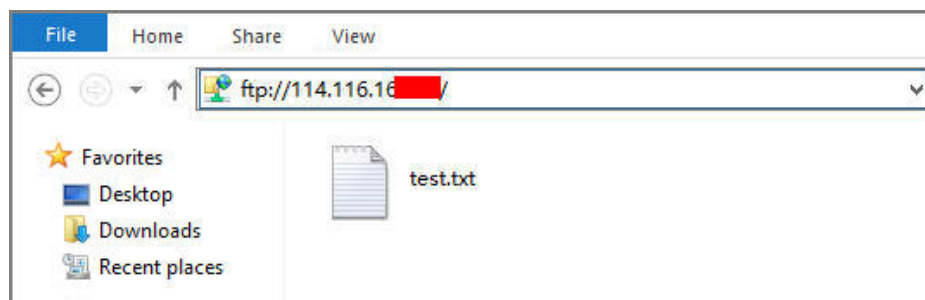 File Home Share View
ftp://114.116.16 /
Favorites
test.txt
Desktop
Downloads
Recent places